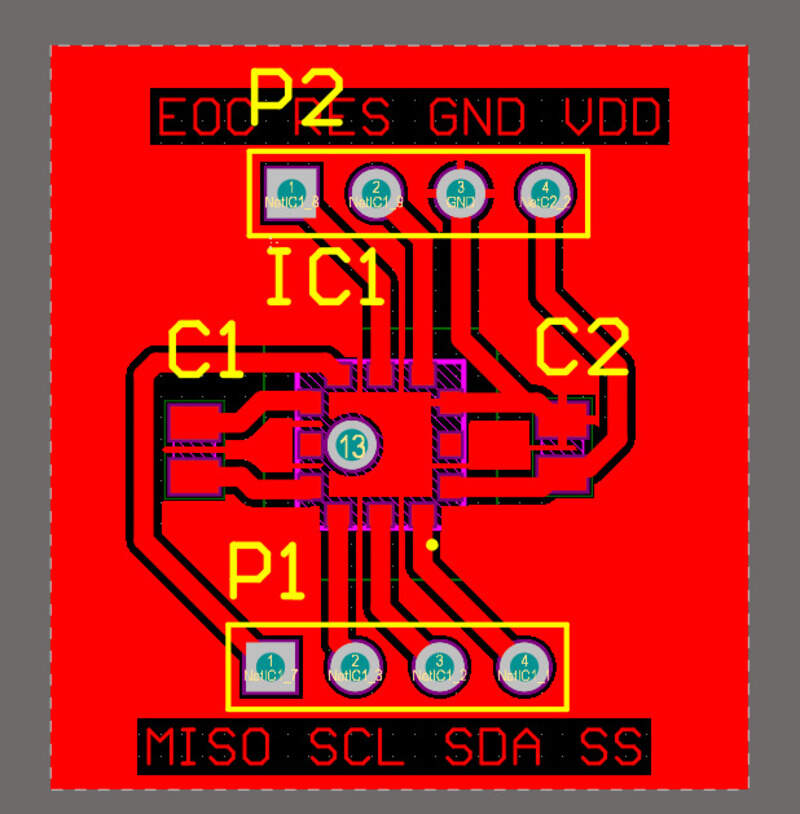 P2
EOC RES GND VDD
1 2 3 4
NetIC1_8 NetIC1_9 GND NetC2_2
IC1
C1 C2
13
P1
1 2 3 4
NetIC1_7 NetIC1_3 NetIC1_2 NetIC1_1
MISO SCL SDA SS